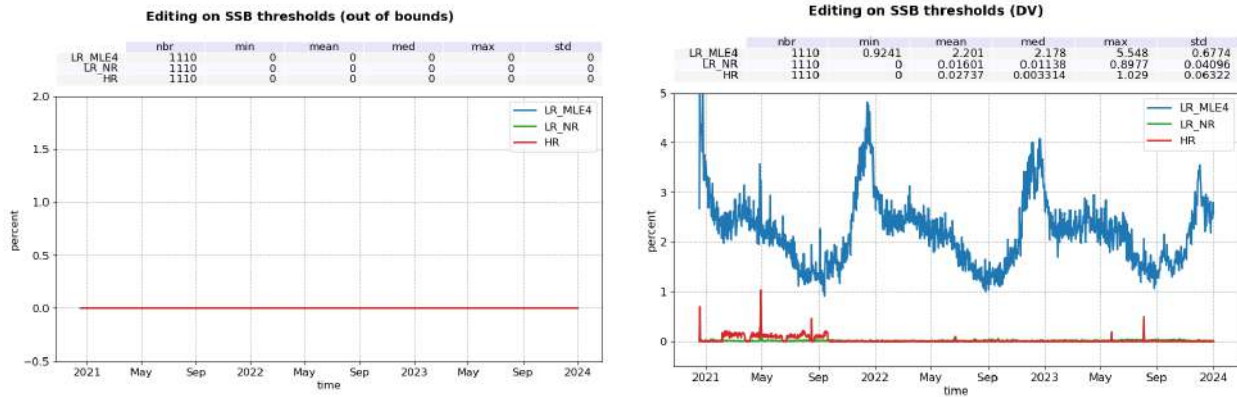 Editing on SSB thresholds (out of bounds)
nbr min mean med max std
LR_MLE4 1110 0 0 0 0 0
LR_NR 1110 0 0 0 0 0
HR 1110 0 0 0 0 0
2.0
1.5
1.0
0.5
0.0
-0.5
percent
LR_MLE4
LR_NR
HR
2021 May Sep 2022 May Sep 2023 May Sep 2024
time
Editing on SSB thresholds (DV)
nbr min mean med max std
LR_MLE4 1110 0.9241 2.201 2.178 5.548 0.6774
LR_NR 1110 0 0.01601 0.01138 0.8977 0.04096
HR 1110 0 0.02737 0.003314 1.029 0.06322
5
4
3
2
1
0
percent
LR_MLE4
LR_NR
HR
2021 May Sep 2022 May Sep 2023 May Sep 2024
time